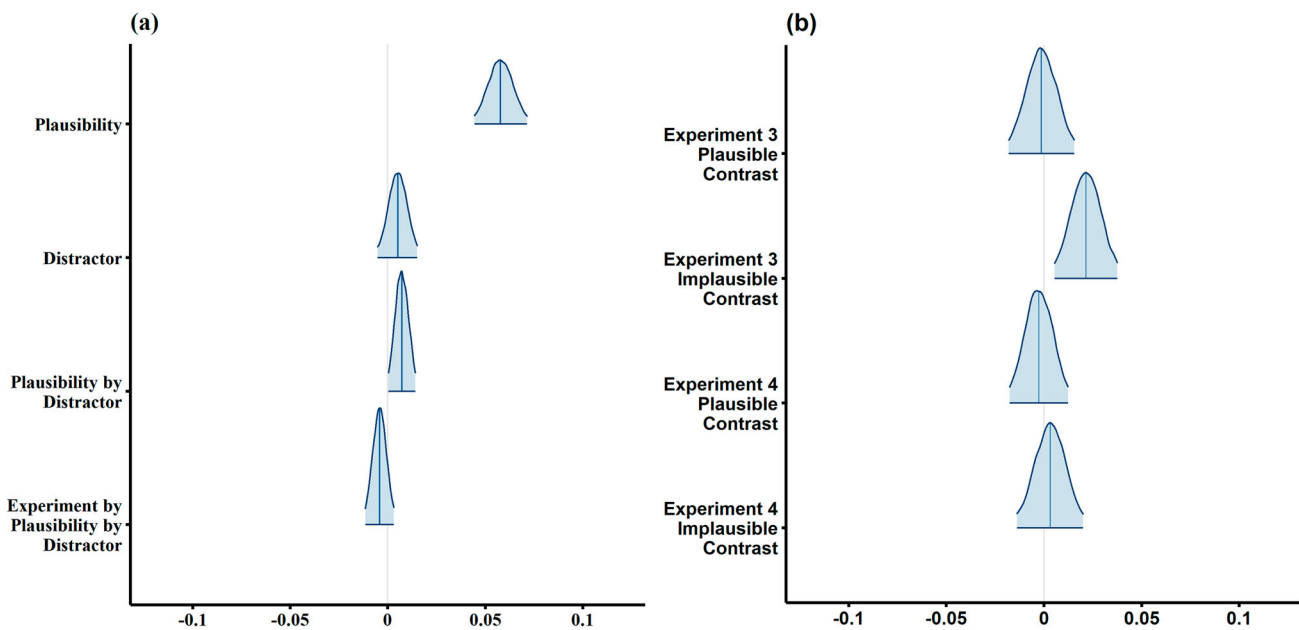 (a)
Plausibility
Distractor
Plausibility by
Distractor
Experiment by
Plausibility by
Distractor
-0.1 -0.05 0 0.05 0.1
(b)
Experiment 3
Plausible
Contrast
Experiment 3
Implausible
Contrast
Experiment 4
Plausible
Contrast
Experiment 4
Implausible
Contrast
-0.1 -0.05 0 0.05 0.1